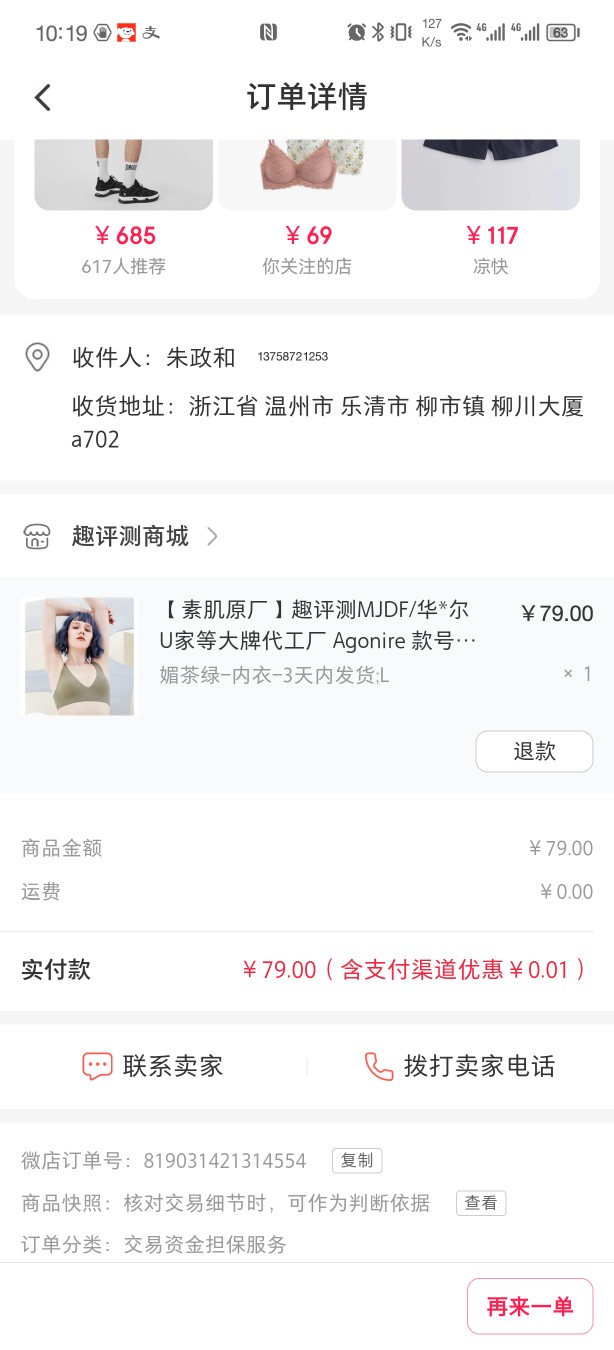 10:19 支 127 K/s 4G 4G 63
订单详情
￥685 ￥69 ￥117
617人推荐 你关注的店 凉快
收件人：朱政和 13758721253
收货地址：浙江省 温州市 乐清市 柳市镇 柳川大厦
a702
趣评测商城
【素肌原厂】趣评测MJDF/华*尔 ￥79.00
U家等大牌代工厂 Agonire 款号…
媚茶绿-内衣-3天内发货;L × 1
退款
商品金额 ￥79.00
运费 ￥0.00
实付款 ￥79.00（含支付渠道优惠￥0.01）
联系卖家 拨打卖家电话
微店订单号：819031421314554 复制
商品快照：核对交易细节时，可作为判断依据 查看
订单分类：交易资金担保服务
再来一单